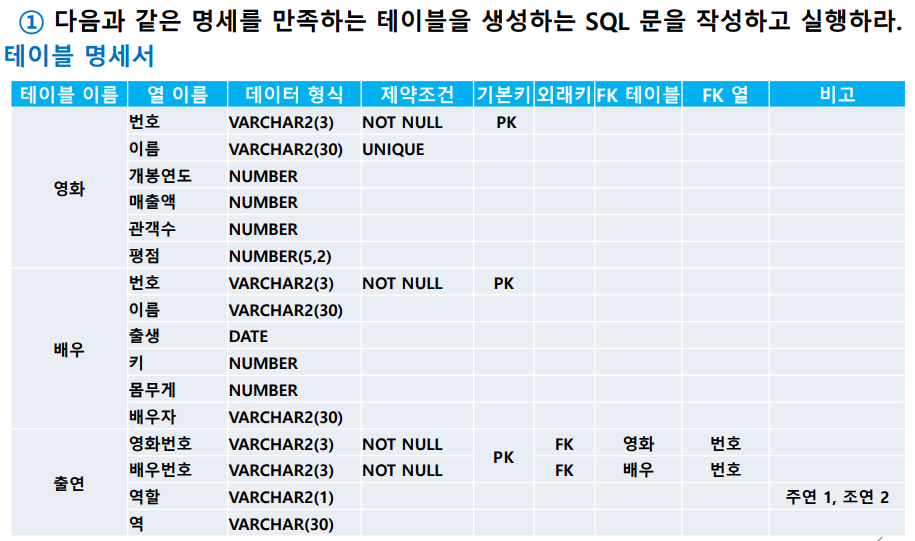 ① 다음과 같은 명세를 만족하는 테이블을 생성하는 SQL 문을 작성하고 실행하라.
테이블 명세서
테이블 이름 열 이름 데이터 형식 제약조건 기본키 외래키 FK 테이블 FK 열 비고
영화
번호 VARCHAR2(3) NOT NULL PK
이름 VARCHAR2(30) UNIQUE
개봉연도 NUMBER
매출액 NUMBER
관객수 NUMBER
평점 NUMBER(5,2)
배우
번호 VARCHAR2(3) NOT NULL PK
이름 VARCHAR2(30)
출생 DATE
키 NUMBER
몸무게 NUMBER
배우자 VARCHAR2(30)
출연
영화번호 VARCHAR2(3) NOT NULL PK FK 영화 번호
배우번호 VARCHAR2(3) NOT NULL FK 배우 번호
역할 VARCHAR2(1) 주연 1, 조연 2
역 VARCHAR(30)